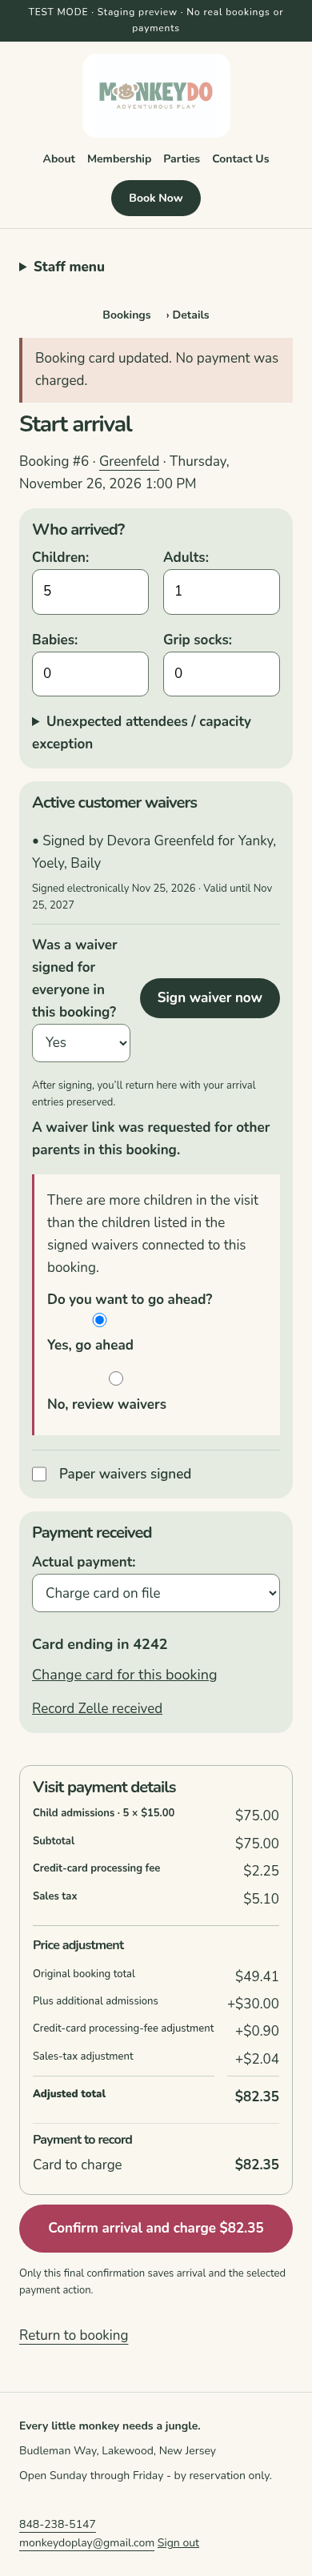 TEST MODE · Staging preview · No real bookings or
payments
MONKEYDO
ADVENTUROUS PLAY
About Membership Parties Contact Us
Book Now
▶ Staff menu
Bookings › Details
Booking card updated. No payment was
charged.
Start arrival
Booking #6 · Greenfeld · Thursday,
November 26, 2026 1:00 PM
Who arrived?
Children: Adults:
5 1
Babies: Grip socks:
0 0
▶ Unexpected attendees / capacity
exception
Active customer waivers
• Signed by Devora Greenfeld for Yanky,
Yoely, Baily
Signed electronically Nov 25, 2026 · Valid until Nov
25, 2027
Was a waiver
signed for
everyone in
this booking?
Yes
Sign waiver now
After signing, you’ll return here with your arrival
entries preserved.
A waiver link was requested for other
parents in this booking.
There are more children in the visit
than the children listed in the
signed waivers connected to this
booking.
Do you want to go ahead?
Yes, go ahead
No, review waivers
Paper waivers signed
Payment received
Actual payment:
Charge card on file
Card ending in 4242
Change card for this booking
Record Zelle received
Visit payment details
Child admissions · 5 × $15.00 $75.00
Subtotal $75.00
Credit-card processing fee $2.25
Sales tax $5.10
Price adjustment
Original booking total $49.41
Plus additional admissions +$30.00
Credit-card processing-fee adjustment +$0.90
Sales-tax adjustment +$2.04
Adjusted total $82.35
Payment to record
Card to charge $82.35
Confirm arrival and charge $82.35
Only this final confirmation saves arrival and the selected
payment action.
Return to booking
Every little monkey needs a jungle.
Budleman Way, Lakewood, New Jersey
Open Sunday through Friday - by reservation only.
848-238-5147
monkeydoplay@gmail.com Sign out